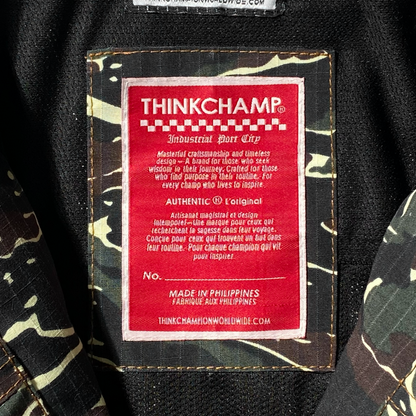 THINKCHAMPIONWORLDWIDE.COM
THINKCHAMP®
Industrial Port City
Masterful craftsmanship and timeless
design – A brand for those who seek
wisdom in their journey. Crafted for those
who find purpose in their routine. For
every champ who lives to inspire.
AUTHENTIC ® L'original
Artisanat magistral et design
intemporel–Une marque pour ceux qui
recherchent la sagesse dans leur voyage.
Conçue pour ceux qui trouvent un but dans
leur routine. Pour chaque champion qui vit
pour inspirer.
No.
MADE IN PHILIPPINES
FABRIQUÉ AUX PHILIPPINES
THINKCHAMPIONWORLDWIDE.COM